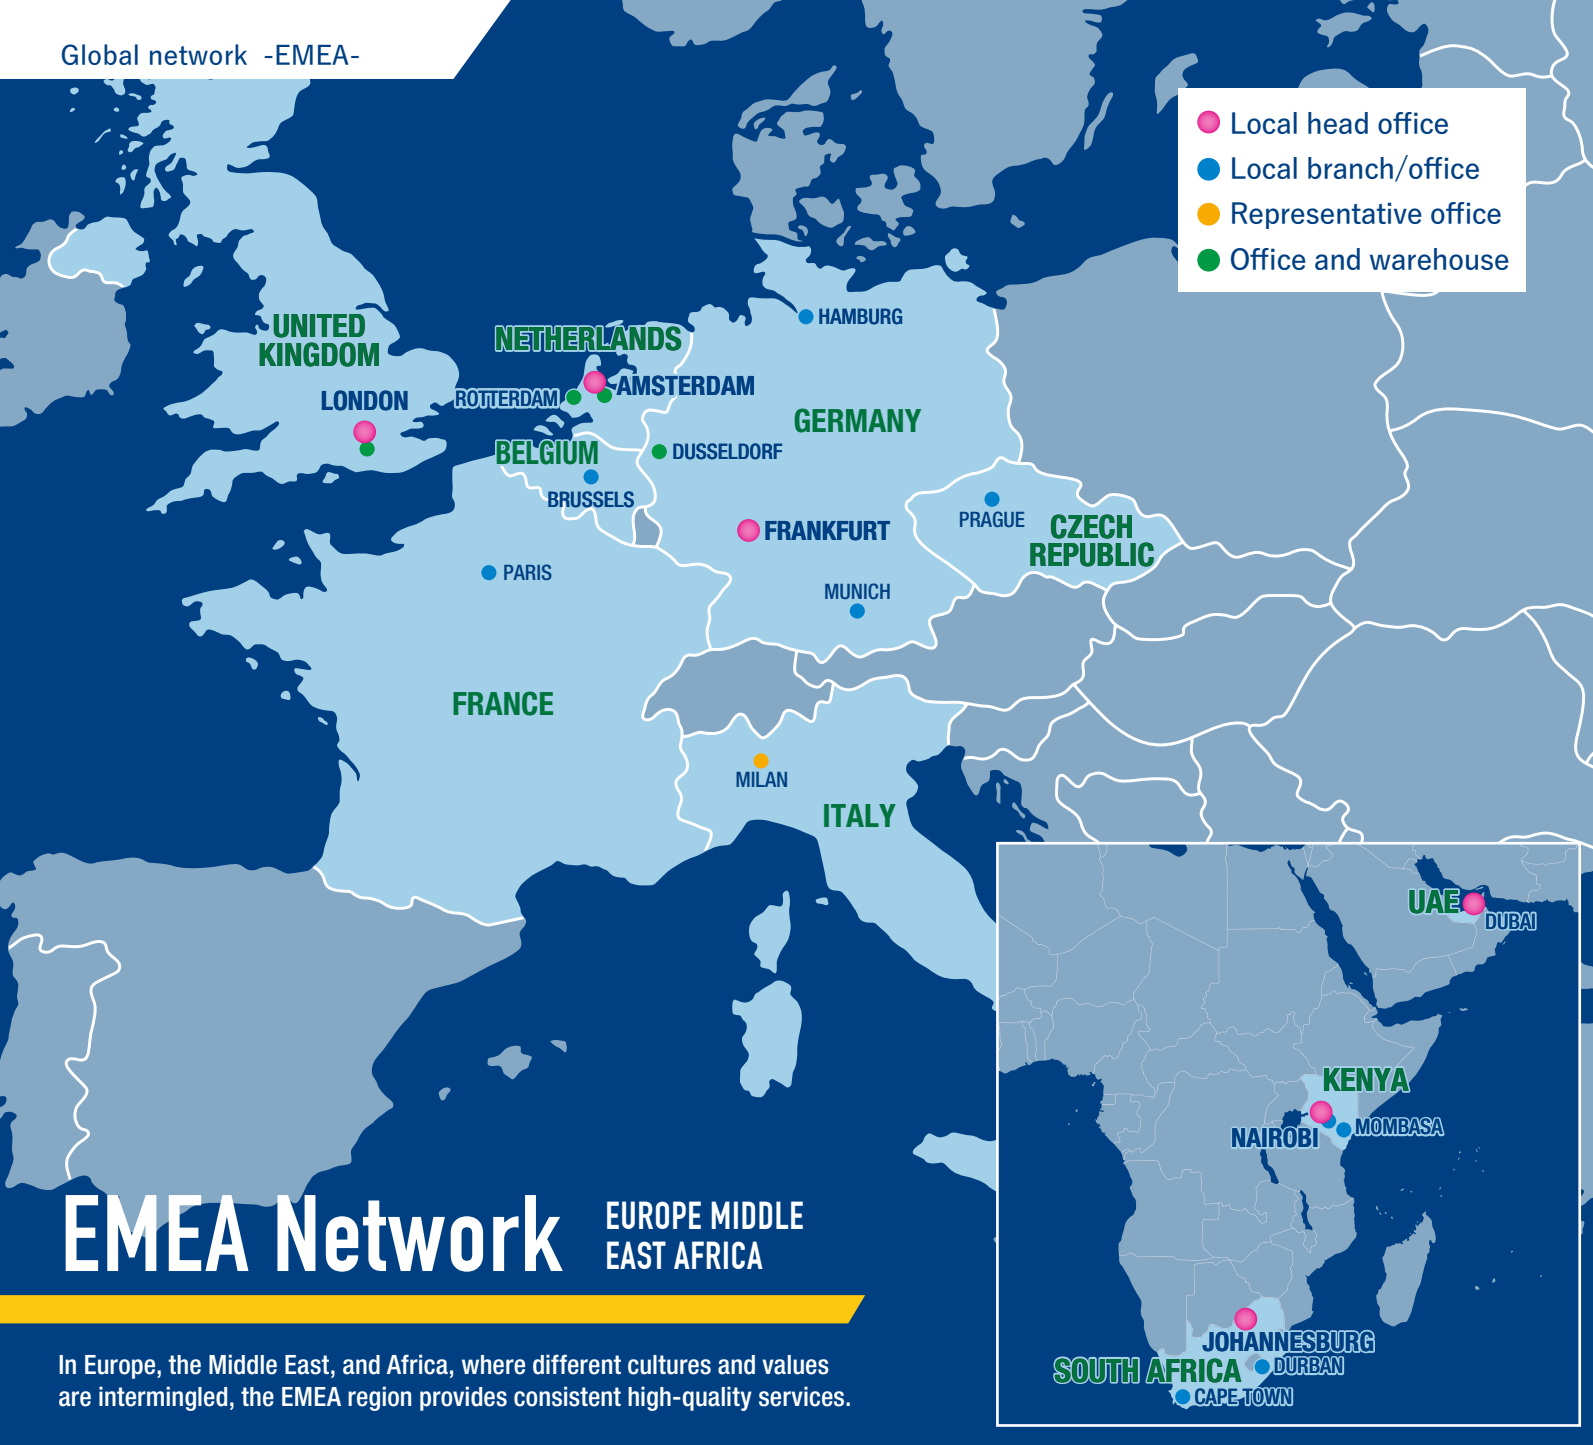 Global network -EMEA-
Local head office
Local branch/office
Representative office
Office and warehouse
UNITED
KINGDOM
LONDON
NETHERLANDS
AMSTERDAM
ROTTERDAM
BELGIUM
BRUSSELS
HAMBURG
GERMANY
DUSSELDORF
FRANKFURT
MUNICH
PRAGUE
CZECH
REPUBLIC
PARIS
FRANCE
MILAN
ITALY
UAE
DUBAI
KENYA
NAIROBI
MOMBASA
JOHANNESBURG
SOUTH AFRICA
DURBAN
CAPE TOWN
EMEA Network
EUROPE MIDDLE
EAST AFRICA
In Europe, the Middle East, and Africa, where different cultures and values
are intermingled, the EMEA region provides consistent high-quality services.